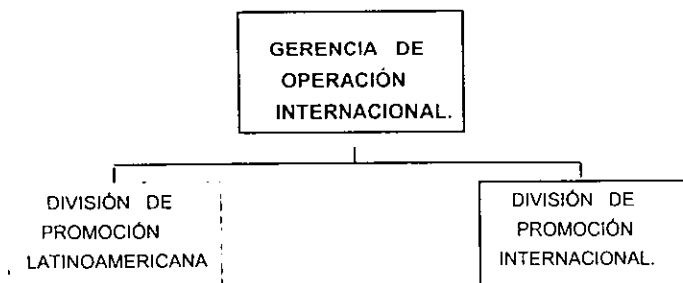 GERENCIA DE
OPERACIÓN
INTERNACIONAL.
DIVISIÓN DE
PROMOCIÓN
LATINOAMERICANA
DIVISIÓN DE
PROMOCIÓN
INTERNACIONAL.